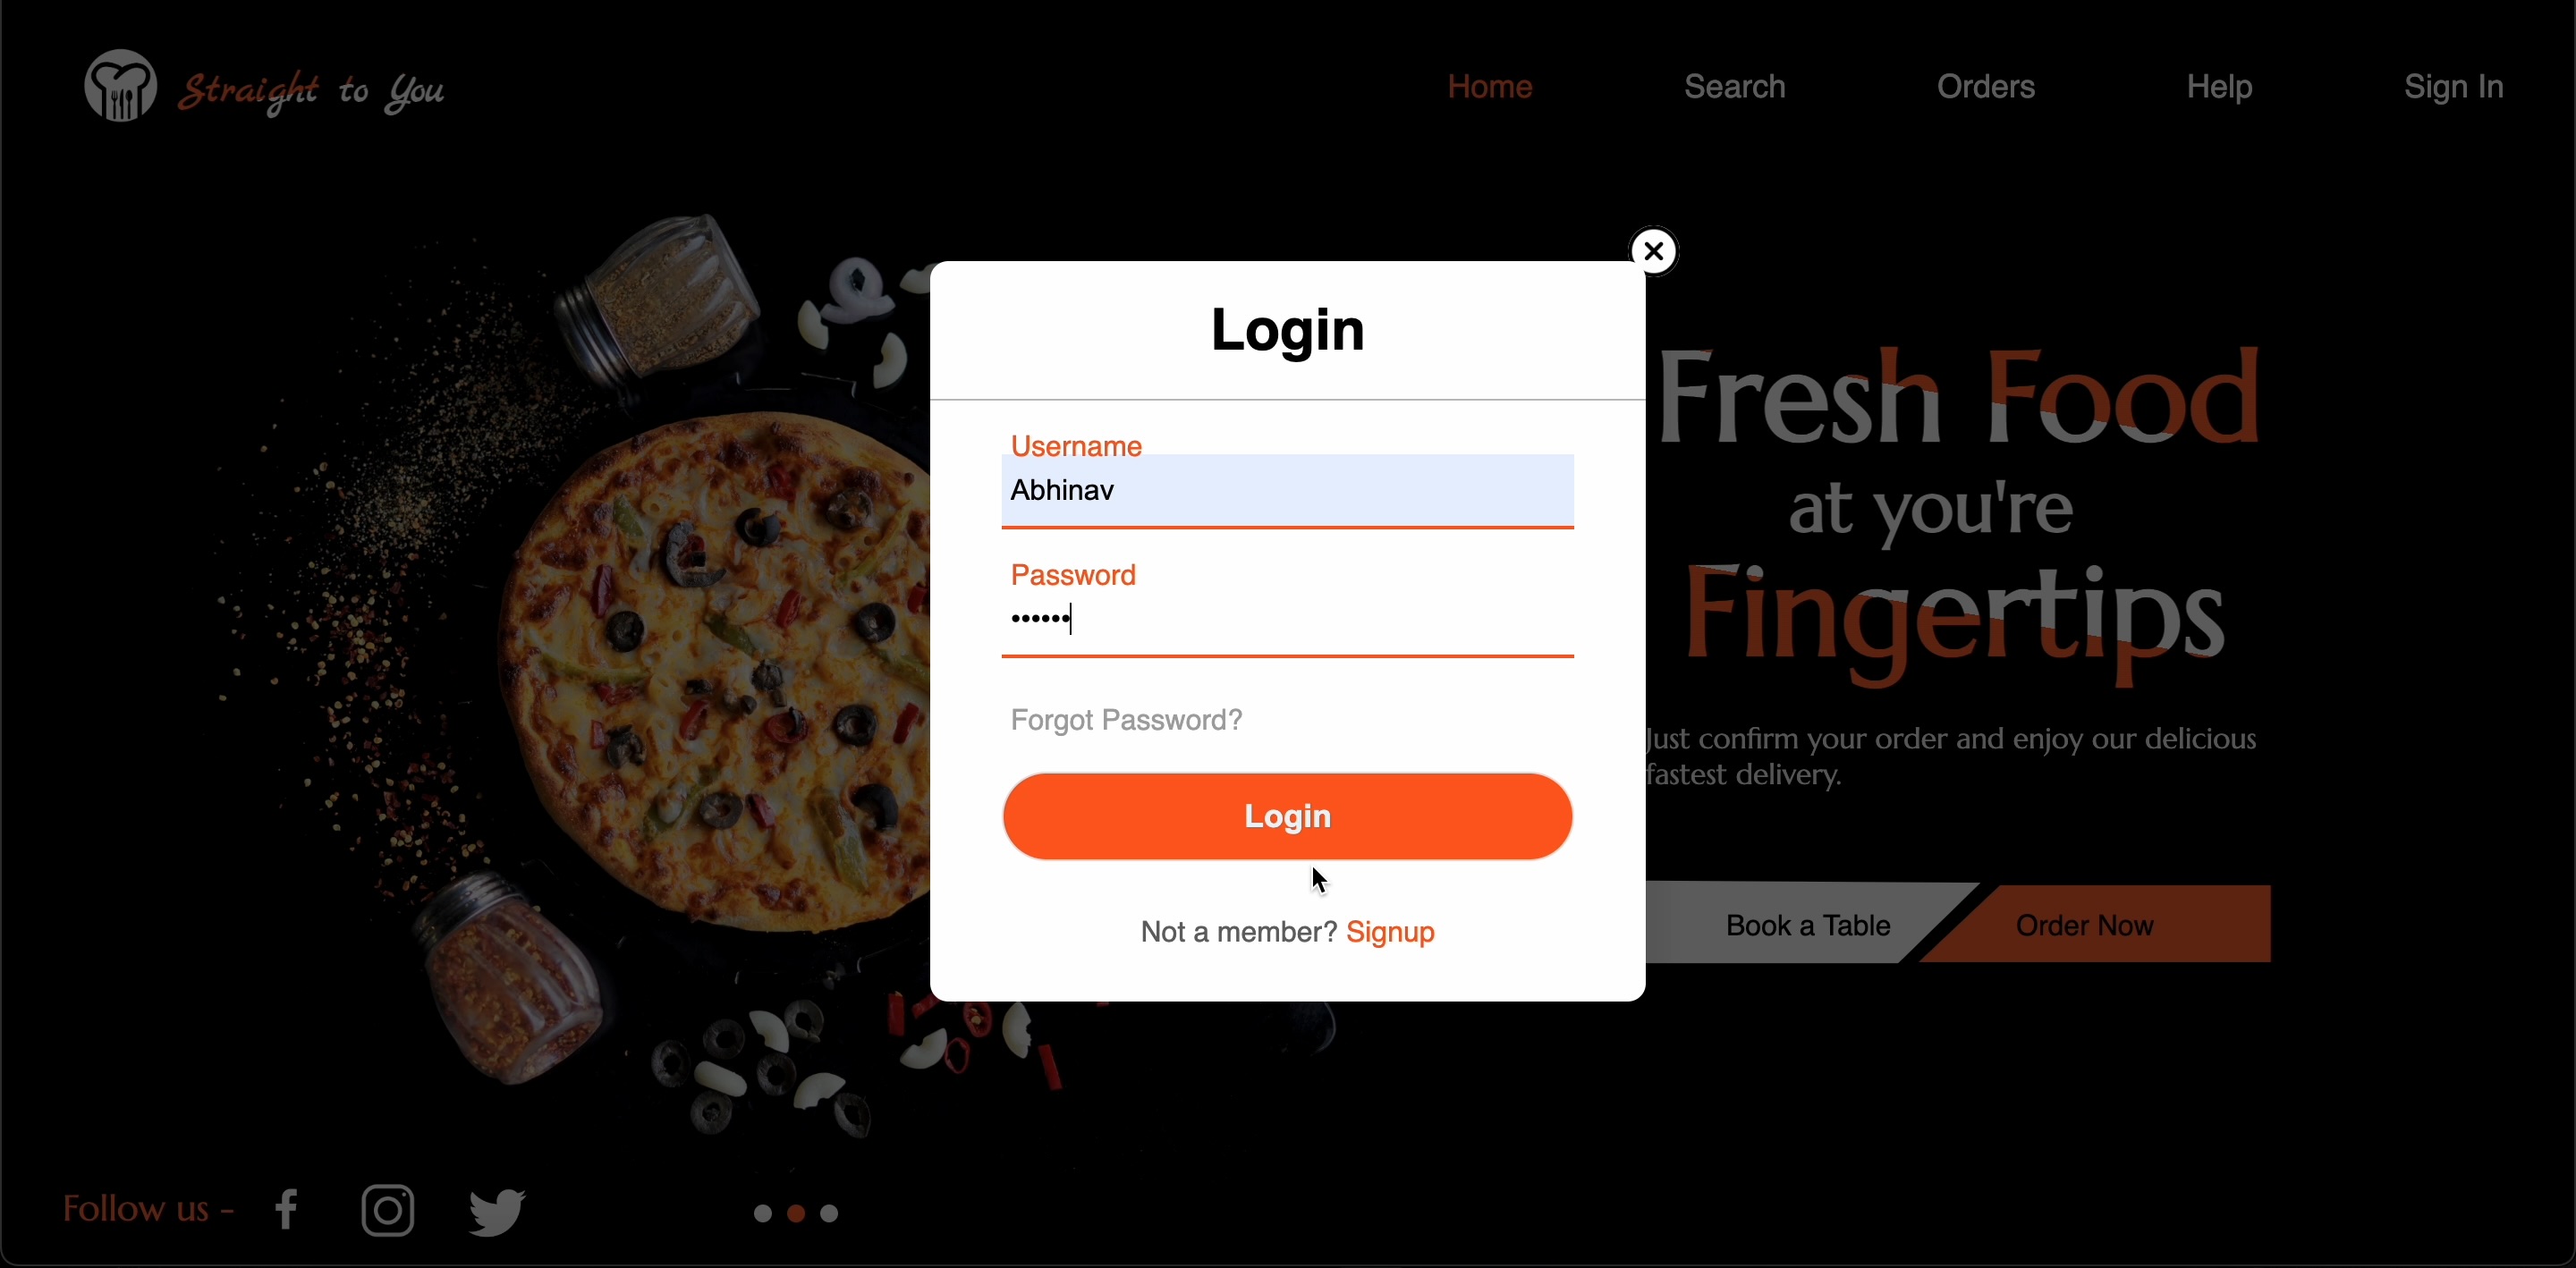 Straight to You
Home Search Orders Help Sign In
Login
Username
Abhinav
Password
••••••
Forgot Password?
Login
Not a member? Signup
Fresh Food
at you're
Fingertips
Just confirm your order and enjoy our delicious
fastest delivery.
Book a Table
Order Now
Follow us -